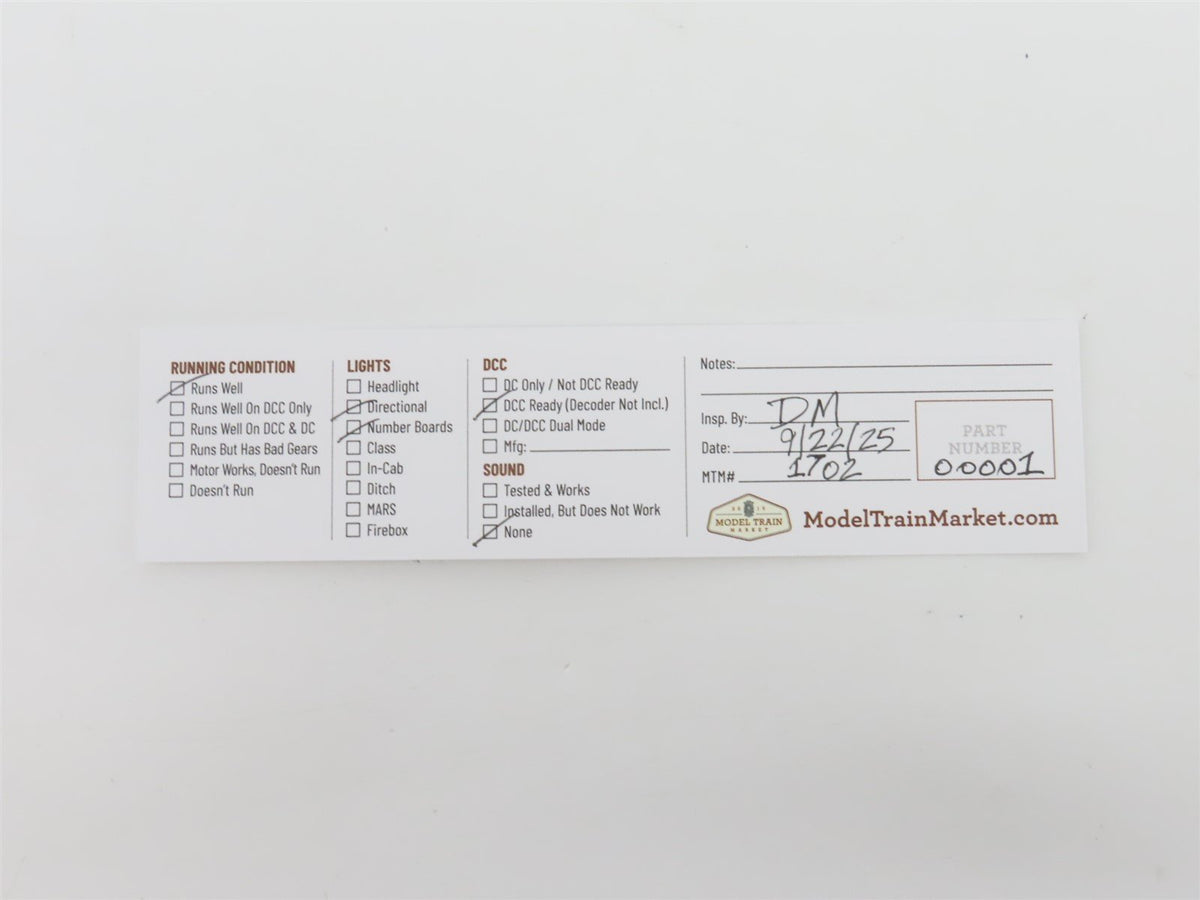 RUNNING CONDITION
Runs Well
Runs Well On DCC Only
Runs Well On DCC & DC
Runs But Has Bad Gears
Motor Works, Doesn't Run
Doesn't Run
LIGHTS
Headlight
Directional
Number Boards
Class
In-Cab
Ditch
MARS
Firebox
DCC
DC Only / Not DCC Ready
DCC Ready (Decoder Not Incl.)
DC/DCC Dual Mode
Mfg:
SOUND
Tested & Works
Installed, But Does Not Work
None
Notes:
Insp. By: DM
Date: 9/22/25
MTM# 1702
PART
NUMBER
00001
2015
MODEL TRAIN
MARKET
ModelTrainMarket.com